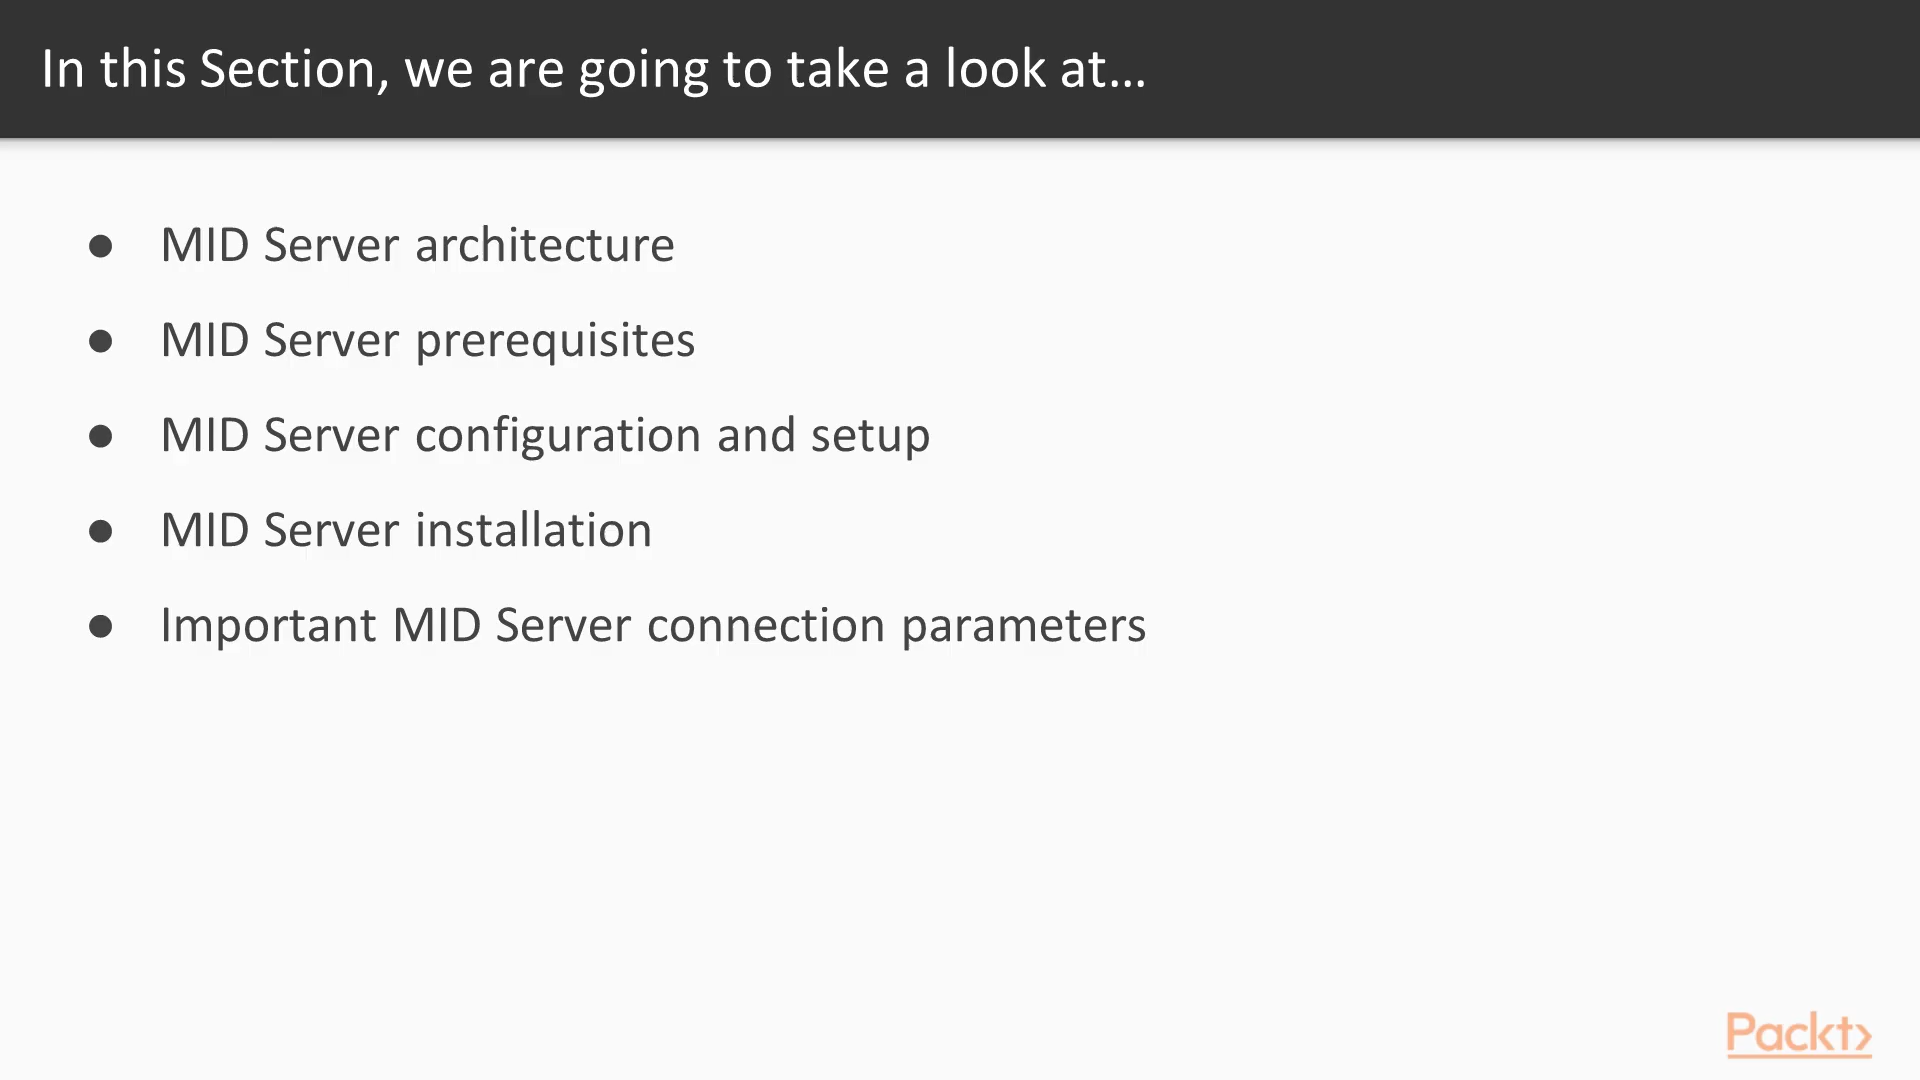 In this Section, we are going to take a look at...
● MID Server architecture
● MID Server prerequisites
● MID Server configuration and setup
● MID Server installation
● Important MID Server connection parameters
Packt>